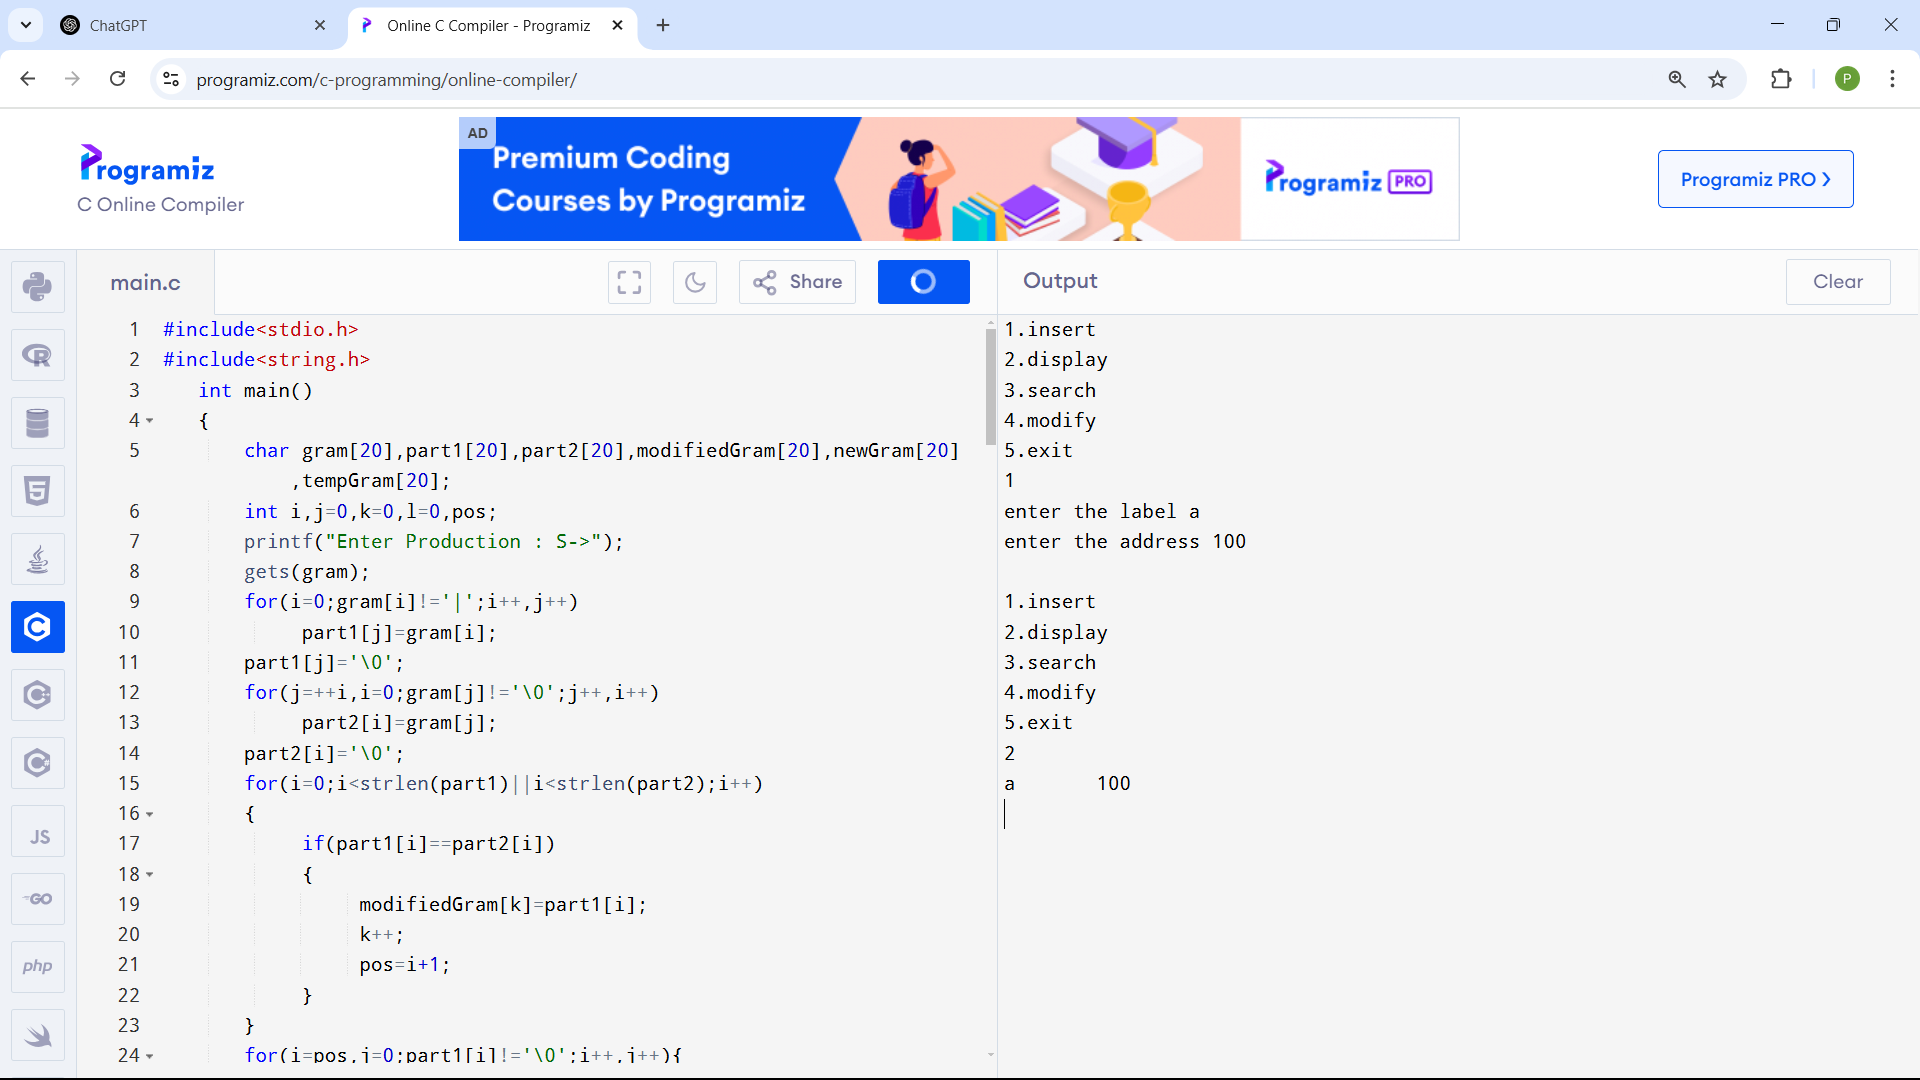 ChatGPT
Online C Compiler - Programiz
programiz.com/c-programming/online-compiler/
P
AD
Premium Coding
Courses by Programiz
Programiz PRO
Programiz
C Online Compiler
Programiz PRO
main.c
Share
Output
Clear
1 #include<stdio.h>
2 #include<string.h>
3 int main()
4 {
5 char gram[20],part1[20],part2[20],modifiedGram[20],newGram[20]
,tempGram[20];
6 int i,j=0,k=0,l=0,pos;
7 printf("Enter Production : S->");
8 gets(gram);
9 for(i=0;gram[i]!='|';i++,j++)
10 part1[j]=gram[i];
11 part1[j]='\0';
12 for(j=++i,i=0;gram[j]!='\0';j++,i++)
13 part2[i]=gram[j];
14 part2[i]='\0';
15 for(i=0;i<strlen(part1)||i<strlen(part2);i++)
16 {
17 if(part1[i]==part2[i])
18 {
19 modifiedGram[k]=part1[i];
20 k++;
21 pos=i+1;
22 }
23 }
24 for(i=pos,j=0;part1[i]!='\0';i++,j++){
1.insert
2.display
3.search
4.modify
5.exit
1
enter the label a
enter the address 100
1.insert
2.display
3.search
4.modify
5.exit
2
a 100
R
5
C
C
C#
JS
GO
php